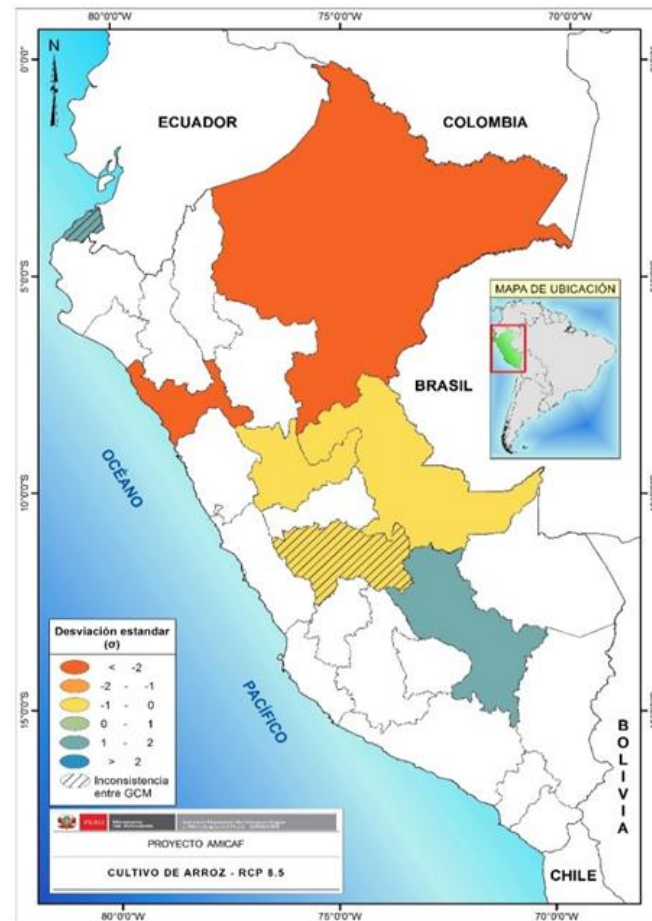 80°0'0"W
75°0'0"W
70°0'0"W
N
0°0'0"
ECUADOR
COLOMBIA
5°0'0"S
MAPA DE UBICACIÓN
BRASIL
OCÉANO
10°0'0"S
Desviación estandar
(σ)
< -2
-2 - -1
-1 - 0
0 - 1
1 - 2
> 2
Inconsistencia
entre GCM
PACÍFICO
15°0'0"S
BOLIVIA
PERÚ
PROYECTO AMICAF
CULTIVO DE ARROZ - RCP 8.5
CHILE
80°0'0"W
75°0'0"W
70°0'0"W